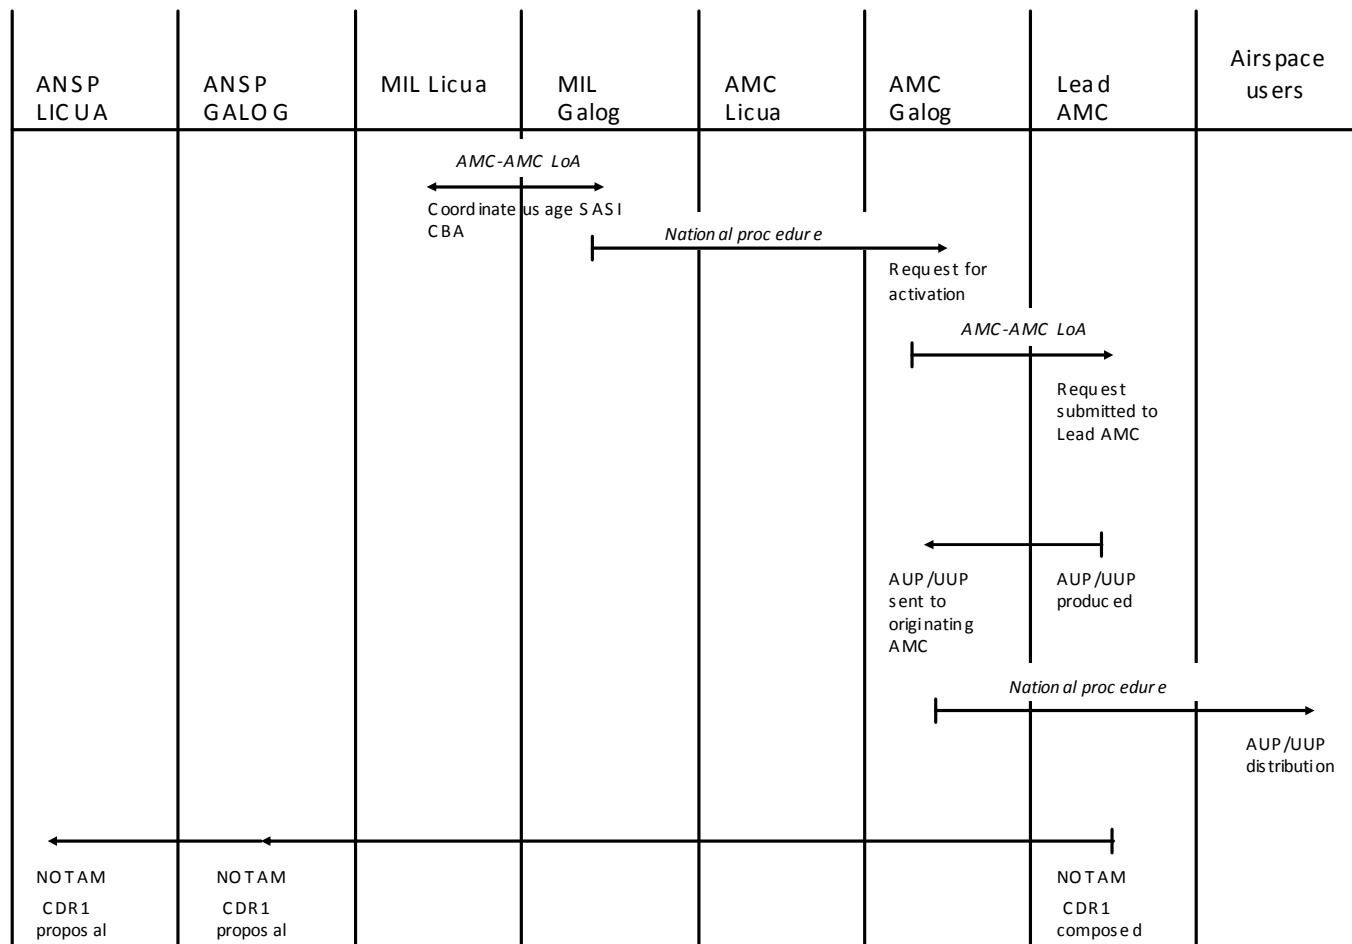 ANSP
LICUA
ANSP
GALOG
MIL Licua
MIL
Galog
AMC
Licua
AMC
Galog
Lead
AMC
Airspace
users
AMC-AMC LoA
Coordinate usage SASI
CBA
National procedure
Request for
activation
AMC-AMC LoA
Request
submitted to
Lead AMC
AUP/UUP
sent to
originating
AMC
AUP/UUP
produced
National procedure
AUP/UUP
distribution
NOTAM
CDR1
proposal
NOTAM
CDR1
proposal
NOTAM
CDR1
composed